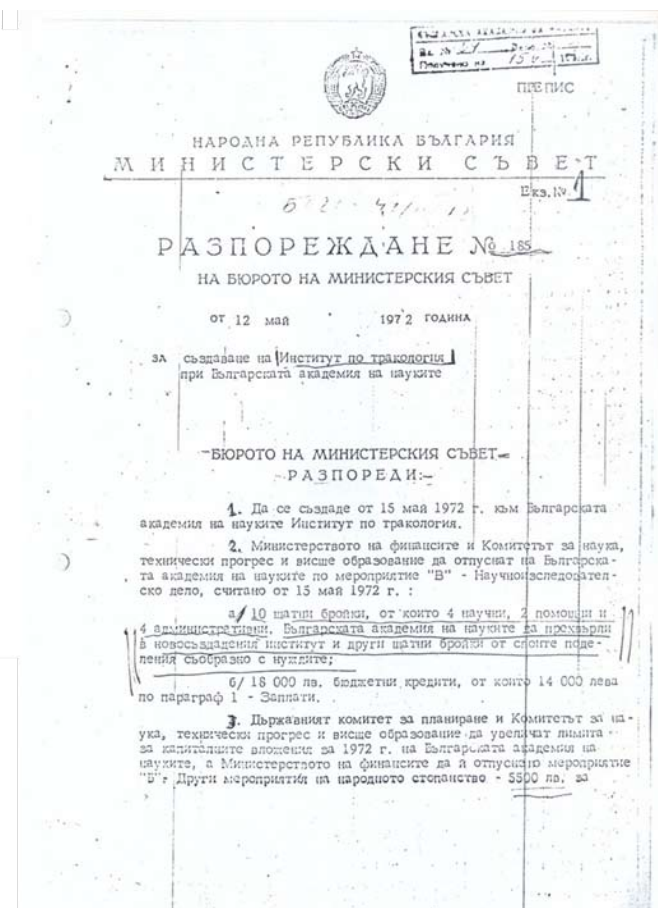 ПРЕПИС
НАРОДНА РЕПУБЛИКА БЪЛГАРИЯ
МИНИСТЕРСКИ СЪВЕТ
Екз. № 1
РАЗПОРЕЖДАНЕ № 185
НА БЮРОТО НА МИНИСТЕРСКИЯ СЪВЕТ
от 12 май 1972 ГОДИНА
ЗА създаване на Институт по тракология
при Българската академия на науките
БЮРОТО НА МИНИСТЕРСКИЯ СЪВЕТ
РАЗПОРЕДИ:
1. Да се създаде от 15 май 1972 г. към Българската
академия на науките Институт по тракология.
2. Министерството на финансите и Комитетът за наука,
технически прогрес и висше образование да отпуснат на Българска-
та академия на науките по мероприятие "В" - Научноизследовател-
ско дело, считано от 15 май 1972 г. :
а/ 10 щатни бройки, от които 4 научни, 2 помощни и
4 административни. Българската академия на науките да прехвърли
в новосъздадения институт и други щатни бройки от своите поде-
ления съобразно с нуждите;
б/ 18 000 лв. бюджетни кредити, от които 14 000 лева
по параграф 1 - Заплати.
3. Държавният комитет за планиране и Комитетът за на-
ука, технически прогрес и висше образование да увеличат лимита
за капиталните вложения за 1972 г. на Българската академия на
науките, а Министерството на финансите да й отпусне по мероприятие
"Б" Други мероприятия на народното стопанство - 5500 лв. за